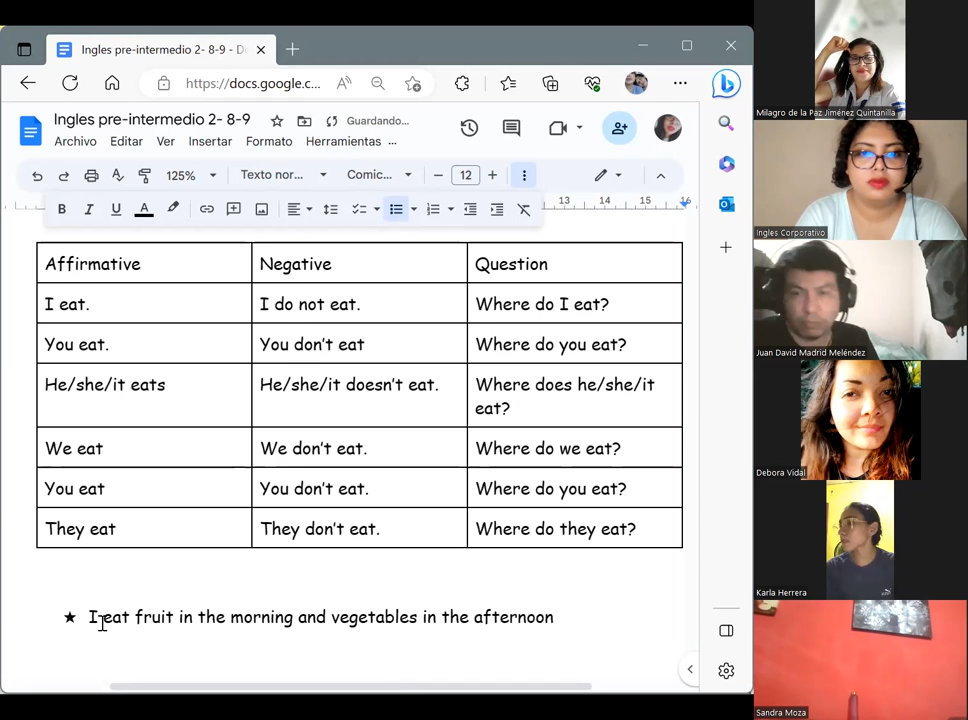 Ingles pre-intermedio 2- 8-9 - D
https://docs.google.c...
Ingles pre-intermedio 2- 8-9
Guardando...
Archivo Editar Ver Insertar Formato Herramientas ...
125% Texto nor... Comic... 12
13 14 15 16
Affirmative Negative Question
I eat. I do not eat. Where do I eat?
You eat. You don't eat Where do you eat?
He/she/it eats He/she/it doesn't eat. Where does he/she/it
eat?
We eat We don't eat. Where do we eat?
You eat You don't eat. Where do you eat?
They eat They don't eat. Where do they eat?
★ I eat fruit in the morning and vegetables in the afternoon
Milagro de la Paz Jiménez Quintanilla
Ingles Corporativo
Juan David Madrid Meléndez
Debora Vidal
Karla Herrera
Sandra Moza